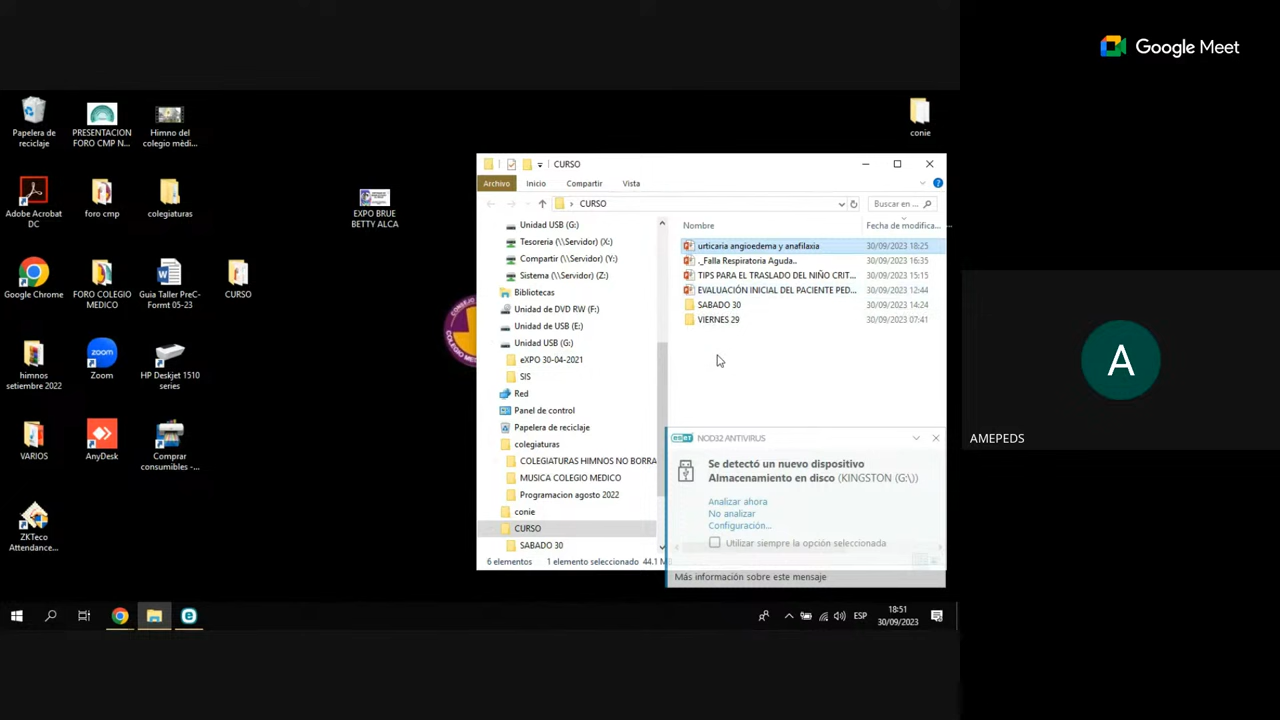 Google Meet
Papelera de
reciclaje
PRESENTACION
FORO CMP N...
Himno del
colegio médi...
conie
Adobe Acrobat
DC
foro cmp
colegiaturas
EXPO BRUE
BETTY ALCA
Google Chrome
FORO COLEGIO
MEDICO
Guia Taller PreC-
Formt 05-23
CURSO
himnos
setiembre 2022
Zoom
HP Deskjet 1510
series
VARIOS
AnyDesk
Comprar
consumibles -...
ZKTeco
Attendance...
CURSO
Archivo
Inicio
Compartir
Vista
CURSO
Buscar en ...
Unidad USB (G:)
Tesoreria (\\Servidor) (X:)
Compartir (\\Servidor) (Y:)
Sistema (\\Servidor) (Z:)
Bibliotecas
Unidad de DVD RW (F:)
Unidad de USB (E:)
Unidad USB (G:)
eXPO 30-04-2021
SIS
Red
Panel de control
Papelera de reciclaje
colegiaturas
COLEGIATURAS HIMNOS NO BORRA
MUSICA COLEGIO MEDICO
Programacion agosto 2022
conie
CURSO
SABADO 30
Nombre
Fecha de modifica...
urticaria angioedema y anafilaxia 30/09/2023 18:25
._Falla Respiratoria Aguda.. 30/09/2023 16:35
TIPS PARA EL TRASLADO DEL NIÑO CRIT... 30/09/2023 15:15
EVALUACIÓN INICIAL DEL PACIENTE PED... 30/09/2023 12:44
SABADO 30 30/09/2023 14:24
VIERNES 29 30/09/2023 07:41
6 elementos
1 elemento seleccionado 44.1 M
eseT NOD32 ANTIVIRUS
Se detectó un nuevo dispositivo
Almacenamiento en disco (KINGSTON (G:\))
Analizar ahora
No analizar
Configuración...
Utilizar siempre la opción seleccionada
Más información sobre este mensaje
ESP
18:51
30/09/2023
A
AMEPEDS